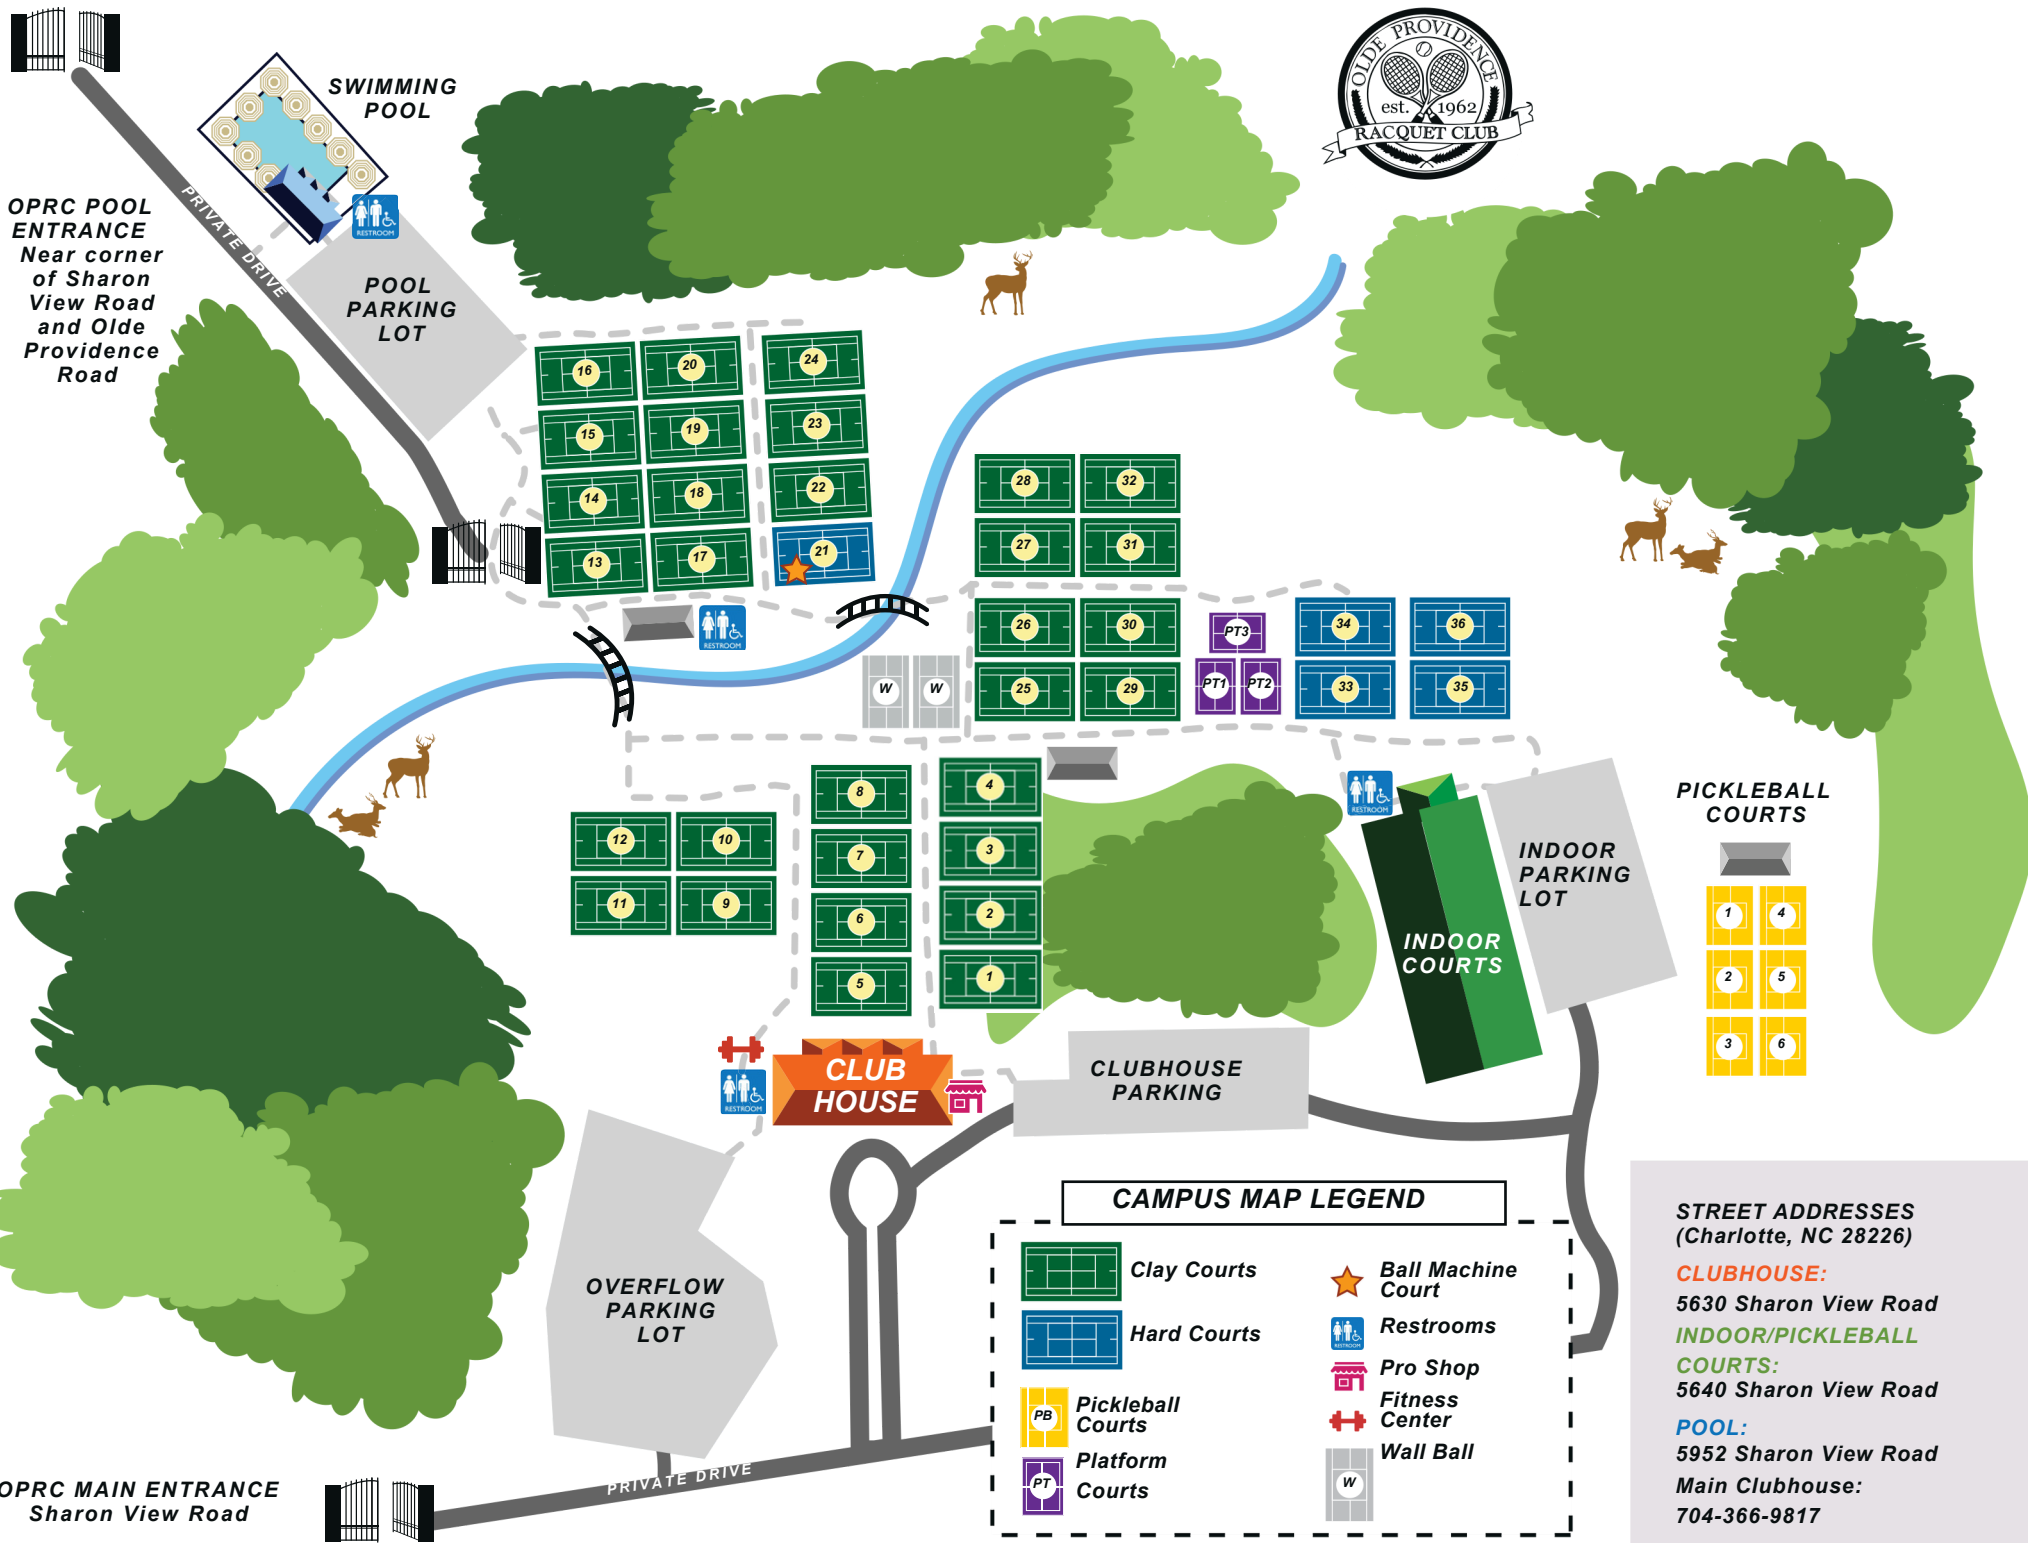 OLDE PROVIDENCE
est. 1962
RACQUET CLUB
SWIMMING
POOL
RESTROOM
PRIVATE DRIVE
OPRC POOL
ENTRANCE
Near corner
of Sharon
View Road
and Olde
Providence
Road
POOL
PARKING
LOT
16
20
24
15
19
23
14
18
22
13
17
21
RESTROOM
28
32
27
31
26
30
25
29
PT3
PT1
PT2
34
36
33
35
W
W
8
4
7
3
6
2
5
1
12
10
11
9
RESTROOM
INDOOR
COURTS
INDOOR
PARKING
LOT
PICKLEBALL
COURTS
1
4
2
5
3
6
RESTROOM
CLUB
HOUSE
CLUBHOUSE
PARKING
OVERFLOW
PARKING
LOT
OPRC MAIN ENTRANCE
Sharon View Road
PRIVATE DRIVE
CAMPUS MAP LEGEND
Clay Courts
Hard Courts
PB
Pickleball
Courts
PT
Platform
Courts
Ball Machine
Court
RESTROOM
Restrooms
Pro Shop
Fitness
Center
Wall Ball
W
STREET ADDRESSES
(Charlotte, NC 28226)
CLUBHOUSE:
5630 Sharon View Road
INDOOR/PICKLEBALL
COURTS:
5640 Sharon View Road
POOL:
5952 Sharon View Road
Main Clubhouse:
704-366-9817